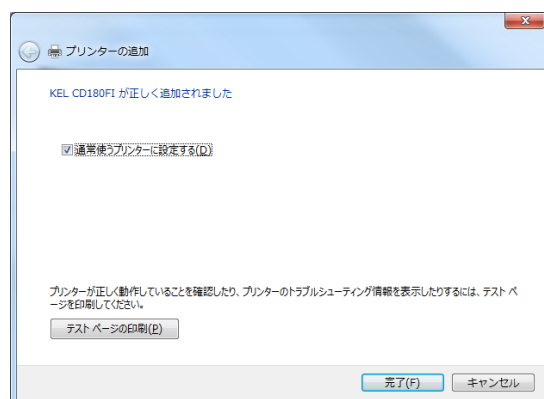 プリンターの追加
KEL CD180FI が正しく追加されました
通常使うプリンターに設定する(D)
プリンターが正しく動作していることを確認したり、プリンターのトラブルシューティング情報を表示したりするには、テスト ペ
ージを印刷してください。
テスト ページの印刷(P)
完了(F) キャンセル